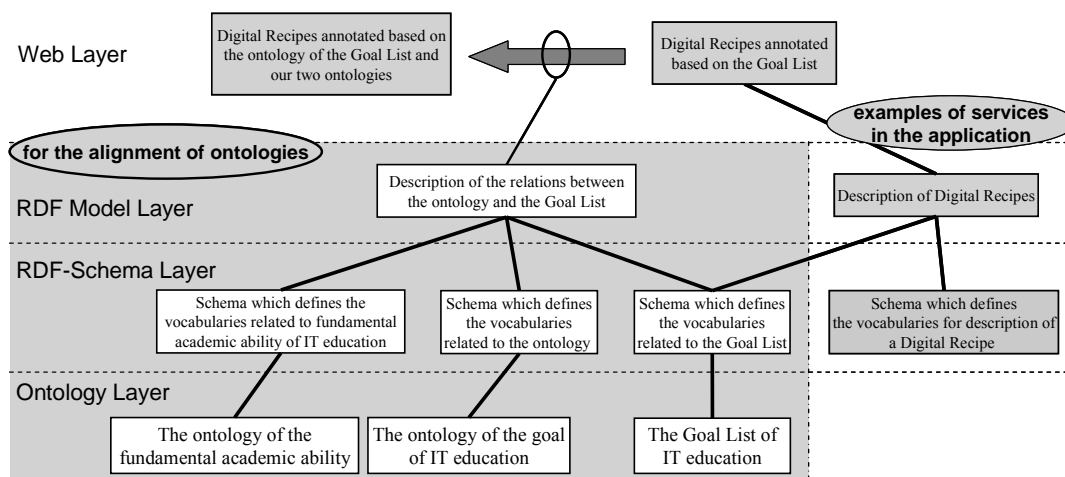 Web Layer
Digital Recipes annotated based on
the ontology of the Goal List and
our two ontologies
Digital Recipes annotated
based on the Goal List
examples of services
in the application
for the alignment of ontologies
RDF Model Layer
Description of the relations between
the ontology and the Goal List
Description of Digital Recipes
RDF-Schema Layer
Schema which defines the
vocabularies related to fundamental
academic ability of IT education
Schema which defines
the vocabularies
related to the ontology
Schema which defines
the vocabularies
related to the Goal List
Schema which defines
the vocabularies for description of
a Digital Recipe
Ontology Layer
The ontology of the
fundamental academic ability
The ontology of the goal
of IT education
The Goal List of
IT education